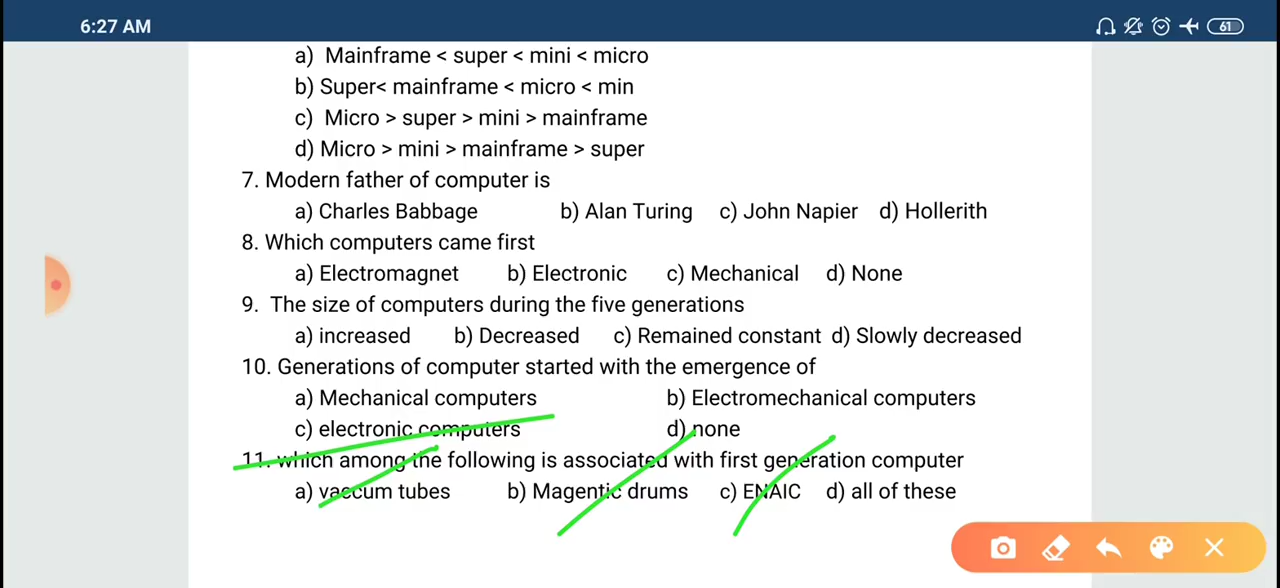 6:27 AM
61
a) Mainframe < super < mini < micro
b) Super< mainframe < micro < min
c) Micro > super > mini > mainframe
d) Micro > mini > mainframe > super
7. Modern father of computer is
a) Charles Babbage b) Alan Turing c) John Napier d) Hollerith
8. Which computers came first
a) Electromagnet b) Electronic c) Mechanical d) None
9. The size of computers during the five generations
a) increased b) Decreased c) Remained constant d) Slowly decreased
10. Generations of computer started with the emergence of
a) Mechanical computers b) Electromechanical computers
c) electronic computers d) none
11. which among the following is associated with first generation computer
a) vaccum tubes b) Magentic drums c) ENAIC d) all of these